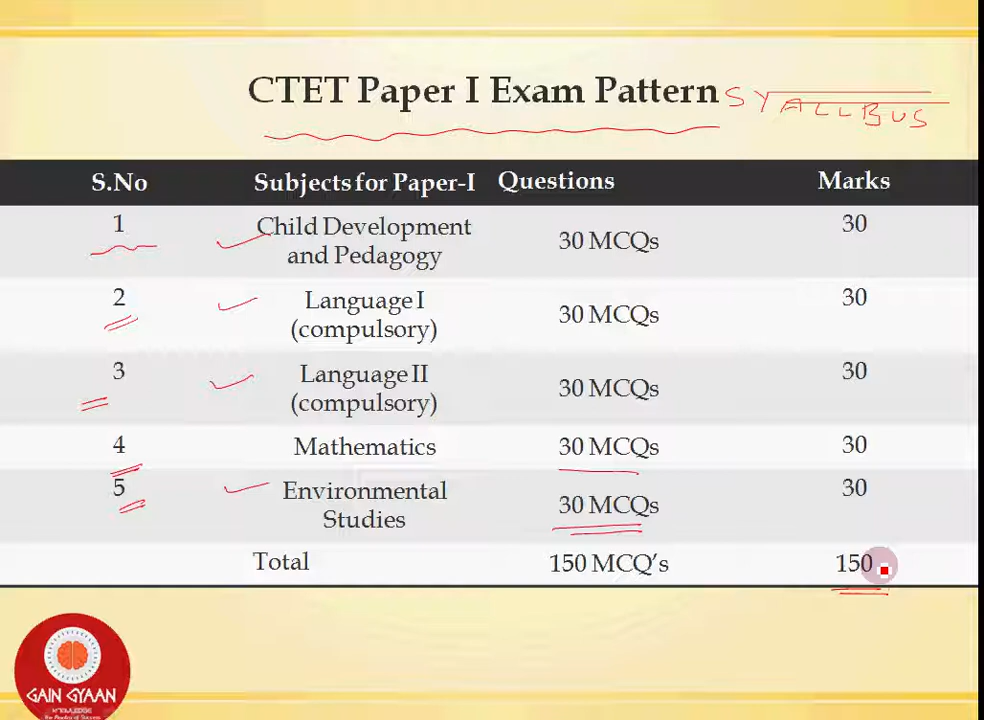 CTET Paper I Exam Pattern SYALLBUS
S.No Subjects for Paper-I Questions Marks
1 Child Development and Pedagogy 30 MCQs 30
2 Language I (compulsory) 30 MCQs 30
3 Language II (compulsory) 30 MCQs 30
4 Mathematics 30 MCQs 30
5 Environmental Studies 30 MCQs 30
Total 150 MCQ's 150
GAIN GYAAN
KNOWLEDGE